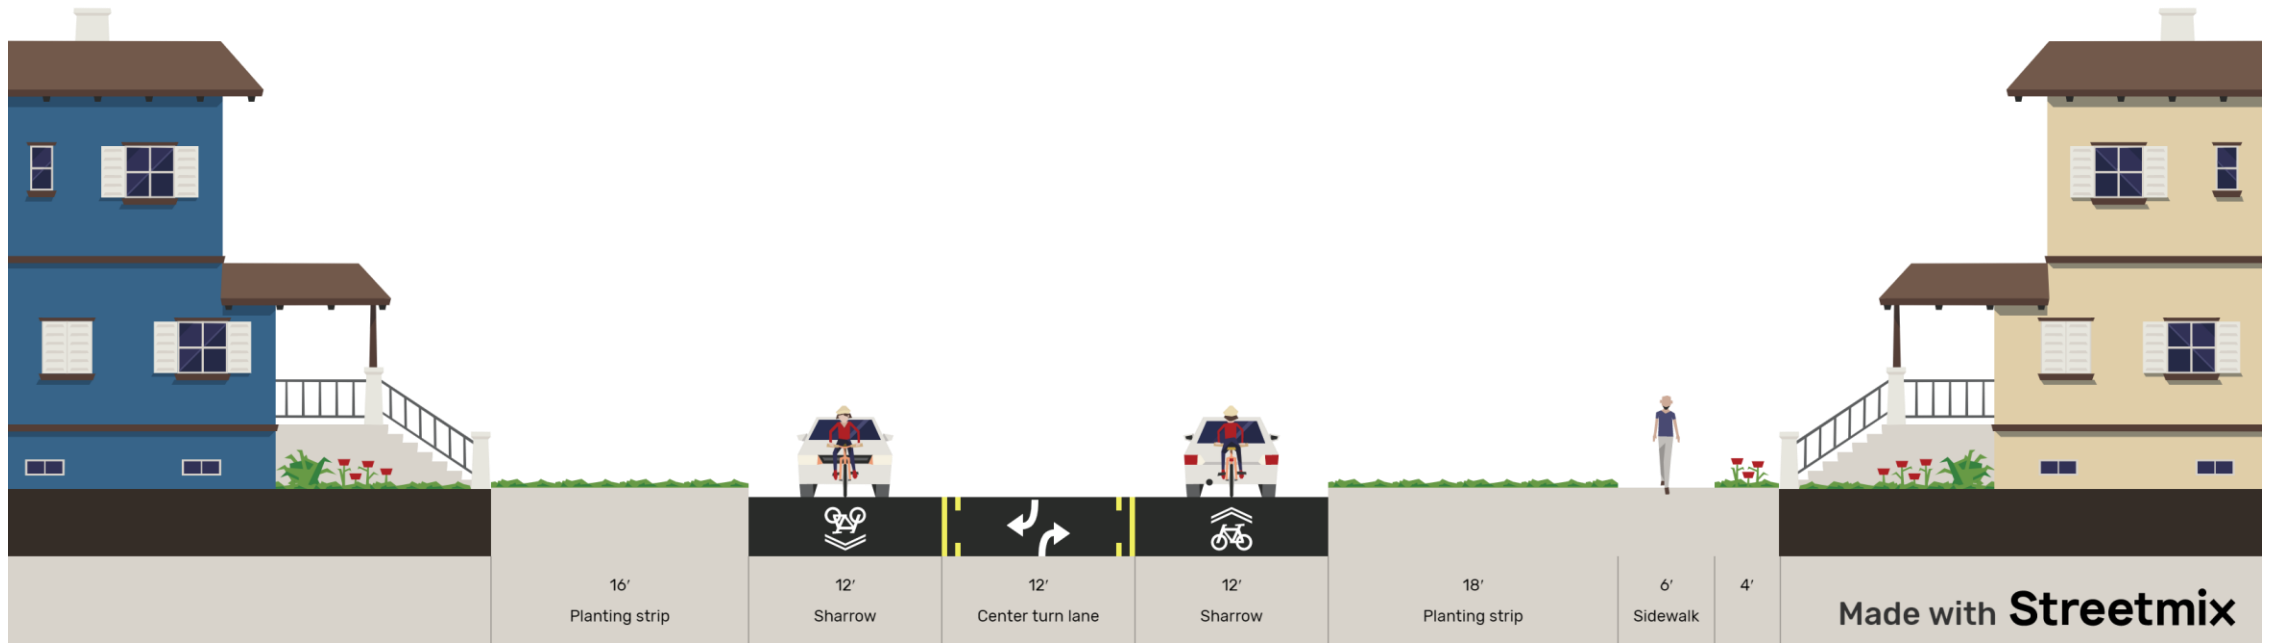 16′
Planting strip
12′
Sharrow
12′
Center turn lane
12′
Sharrow
18′
Planting strip
6′
Sidewalk
4′
Made with Streetmix